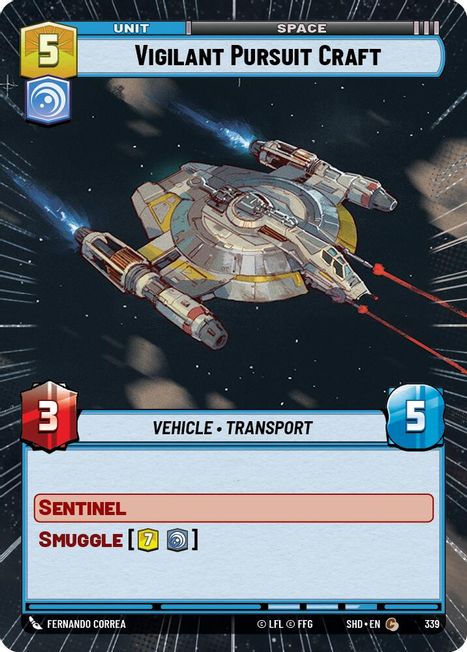 UNIT
SPACE
5
VIGILANT PURSUIT CRAFT
3
VEHICLE • TRANSPORT
5
SENTINEL
SMUGGLE [7 ]
FERNANDO CORREA
© LFL © FFG
SHD • EN C
339